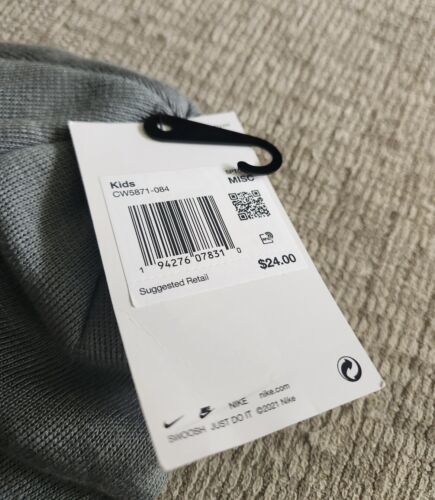 Kids
CW5871-084
MISC
1 94276 07831 0
Suggested Retail
$24.00
NIKE nike.com
SWOOSH JUST DO IT ©2021 Nike